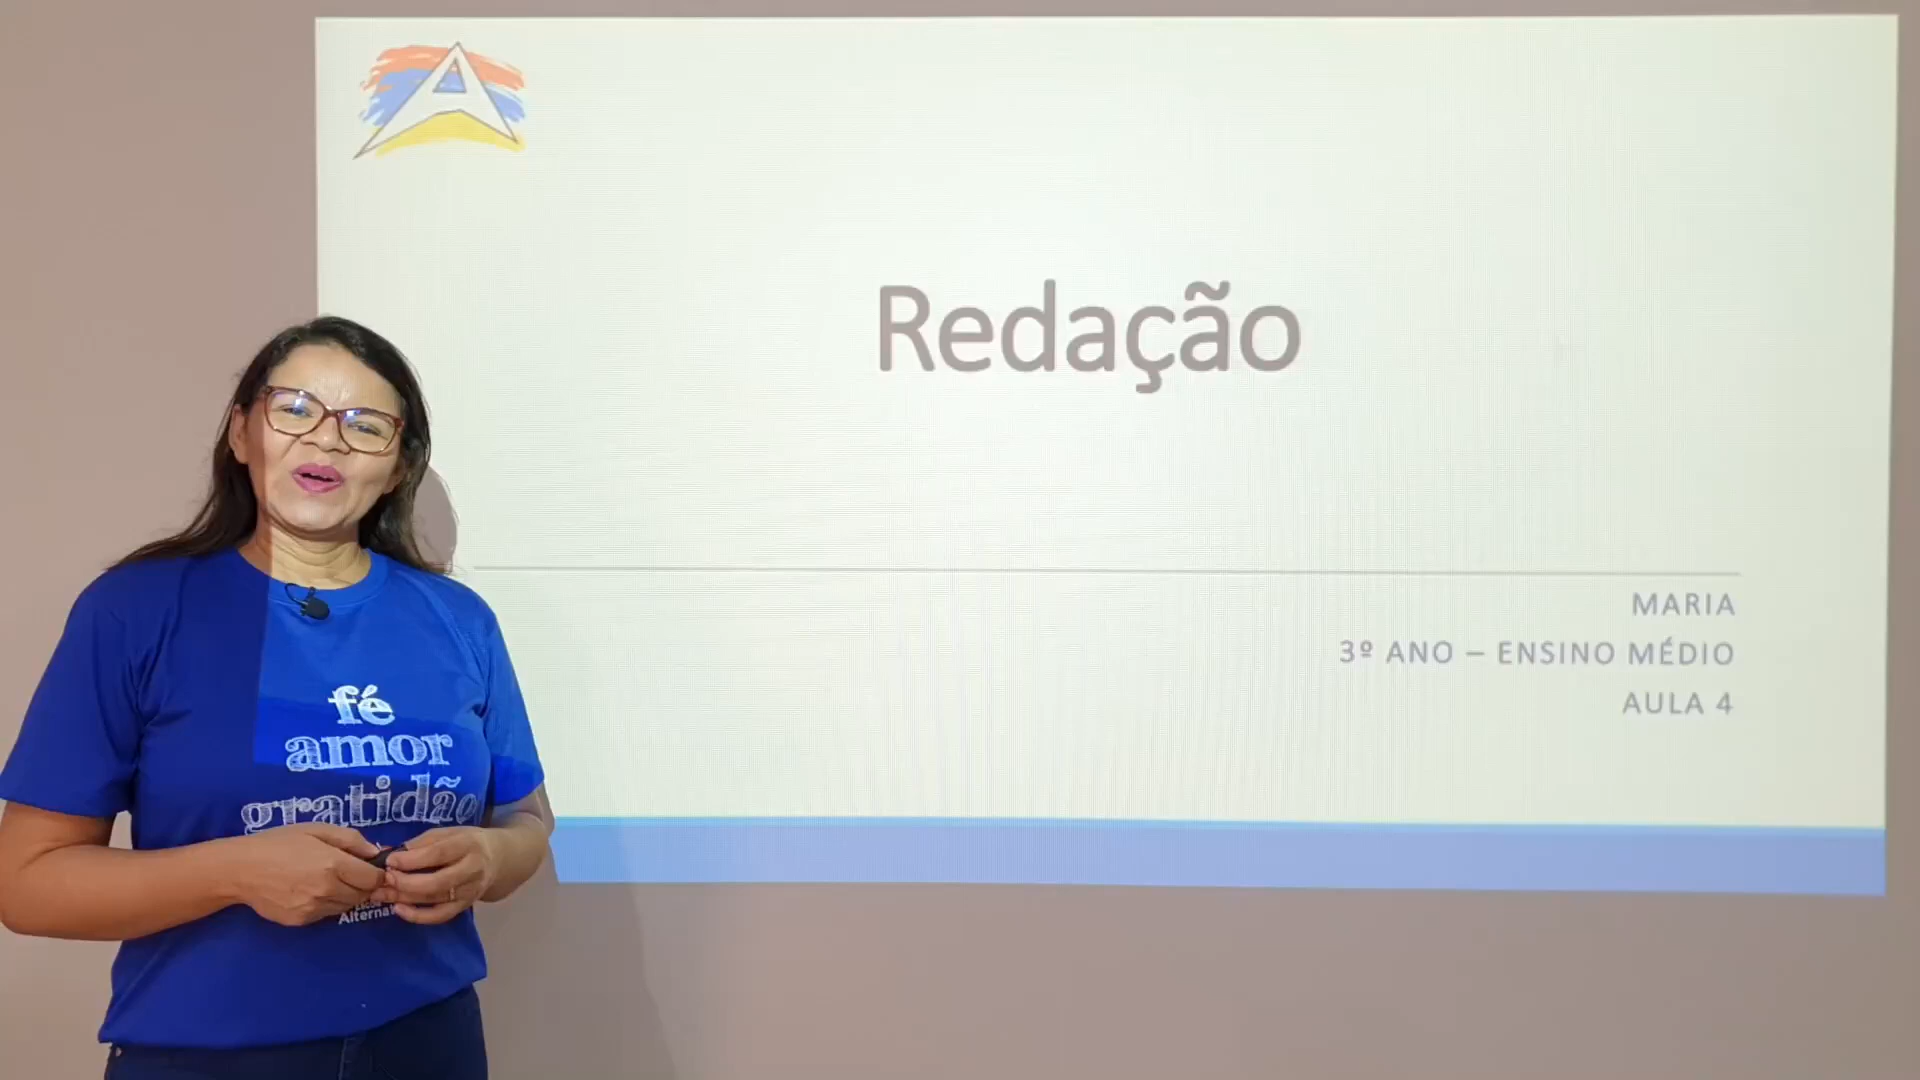 Redação
MARIA
3º ANO – ENSINO MÉDIO
AULA 4
fé
amor
gratidão